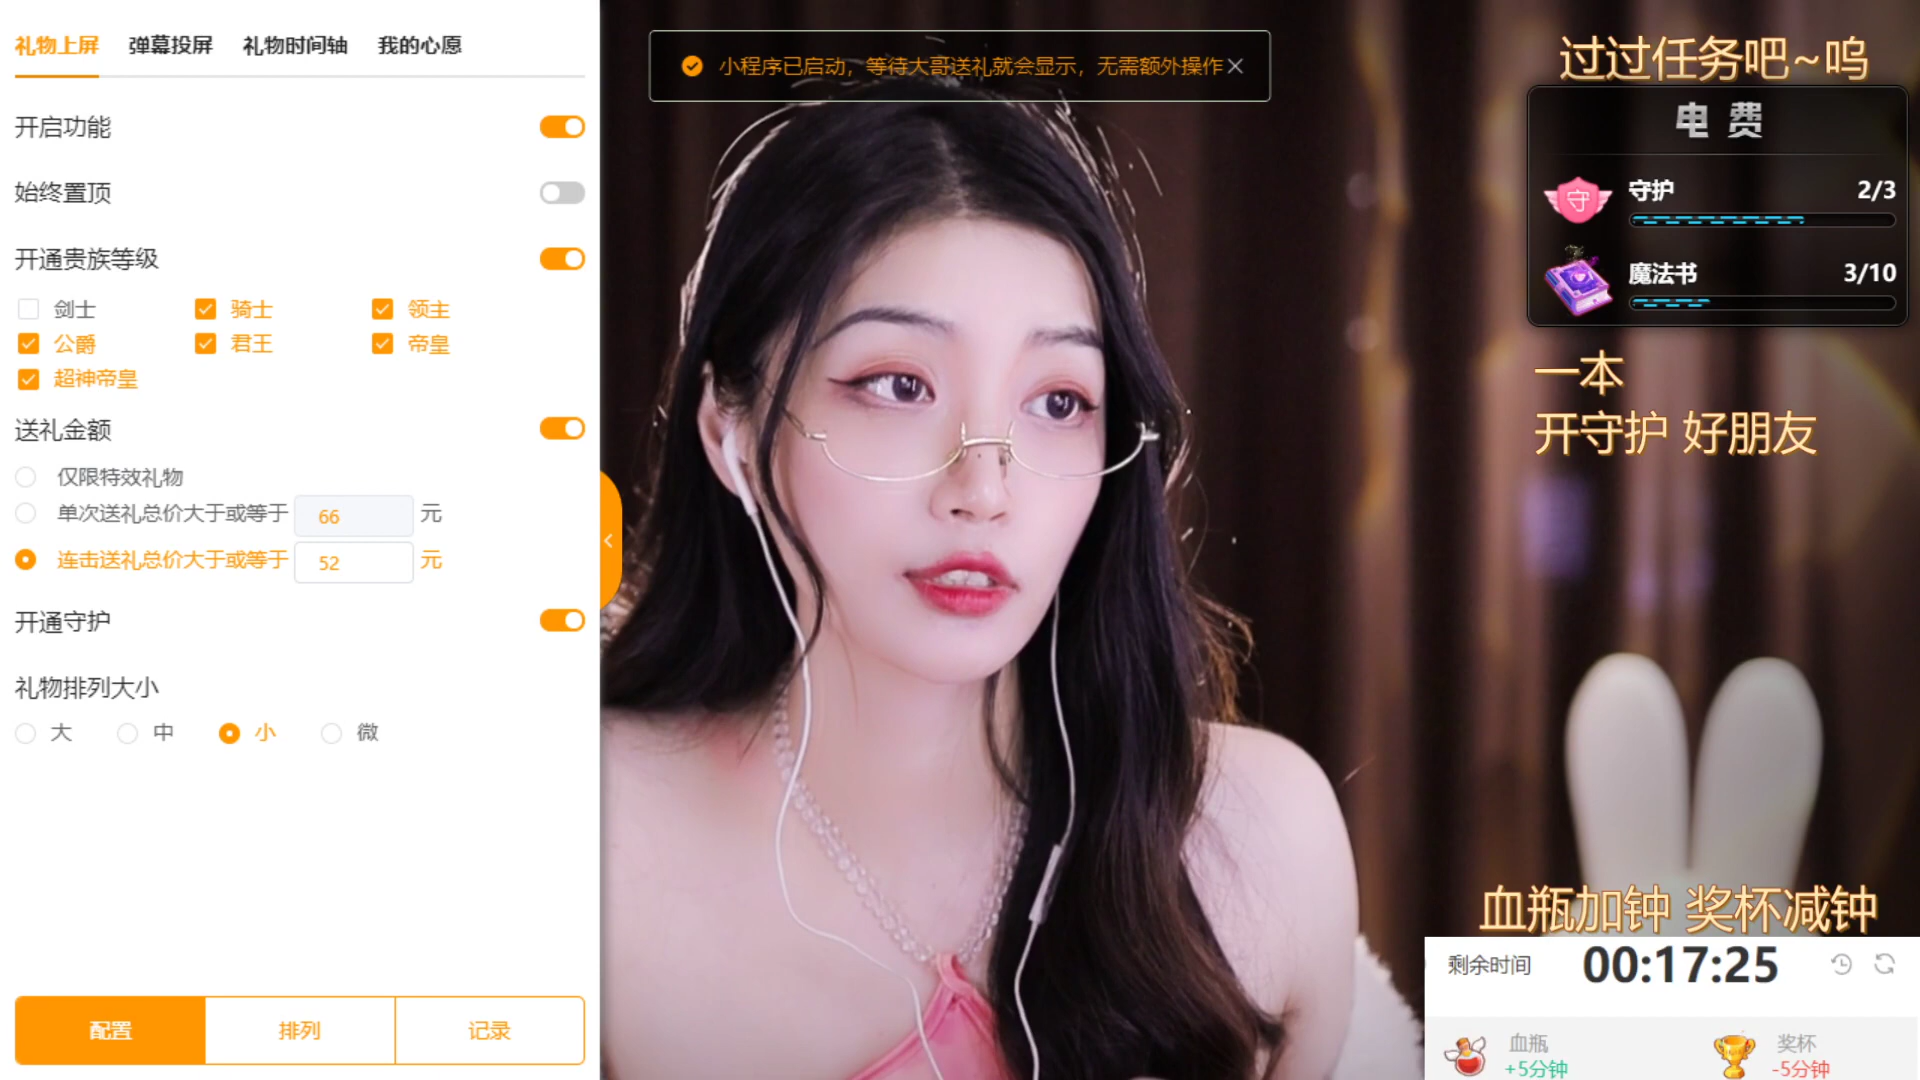 礼物上屏 弹幕投屏 礼物时间轴 我的心愿
开启功能
始终置顶
开通贵族等级
剑士 骑士 领主
公爵 君王 帝皇
超神帝皇
送礼金额
仅限特效礼物
单次送礼总价大于或等于 66 元
连击送礼总价大于或等于 52 元
开通守护
礼物排列大小
大 中 小 微
配置 排列 记录
小程序已启动，等待大哥送礼就会显示，无需额外操作
过过任务吧~呜
电 费
守
守护 2/3
魔法书 3/10
一本
开守护 好朋友
血瓶加钟 奖杯减钟
剩余时间 00:17:25
血瓶 奖杯
+5分钟 -5分钟